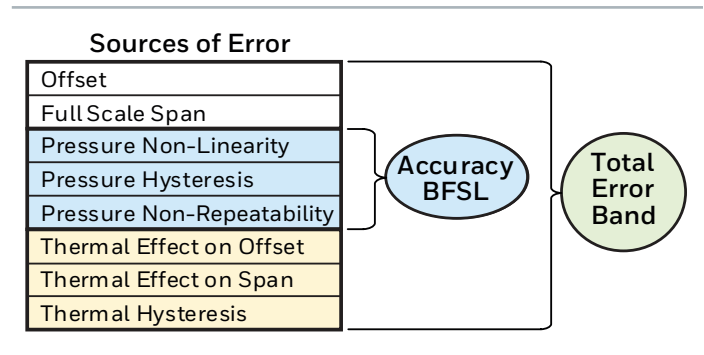 Sources of Error
Offset
Full Scale Span
Pressure Non-Linearity
Pressure Hysteresis
Pressure Non-Repeatability
Thermal Effect on Offset
Thermal Effect on Span
Thermal Hysteresis
Accuracy
BFSL
Total
Error
Band